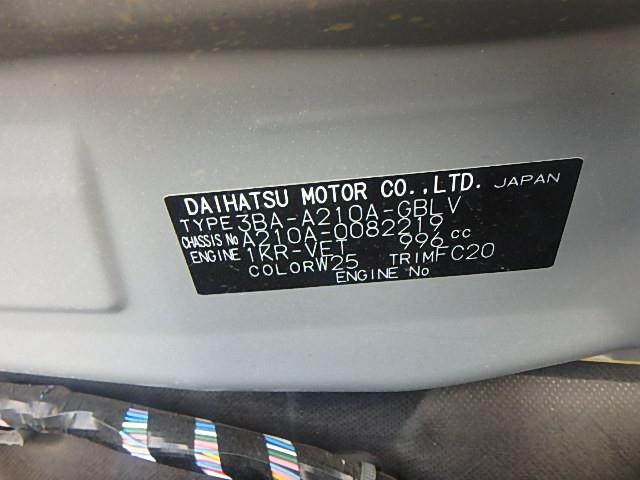 DAIHATSU MOTOR CO.,LTD. JAPAN
TYPE 3BA-A210A-GBLV
CHASSIS No A210A-0082219
ENGINE 1KR-VET 996 cc
COLOR W25 TRIM FC20
ENGINE No